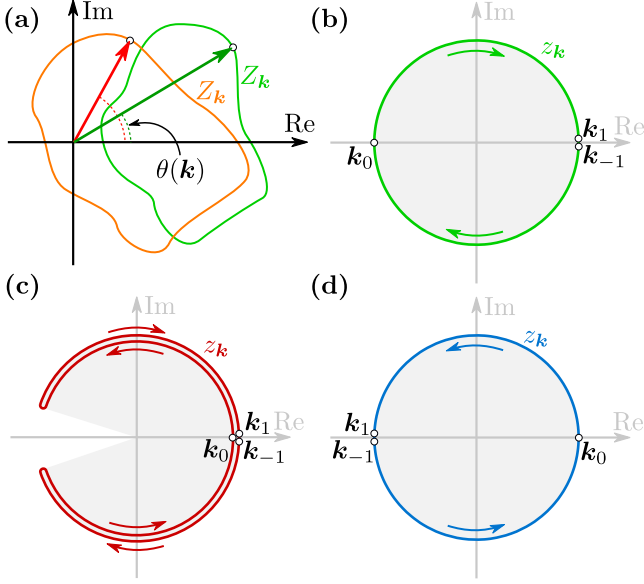 (a)
Im
Z_k
Z_k
Re
θ(k)
(b)
z_k
Re
k_0
k_1
k_{-1}
(c)
Im
z_k
Re
k_0
k_1
k_{-1}
(d)
Im
z_k
Re
k_1
k_{-1}
k_0